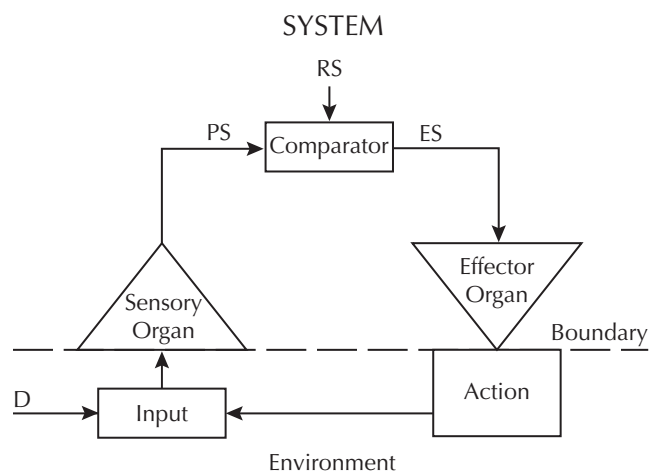 SYSTEM
RS
PS
Comparator
ES
Sensory
Organ
Effector
Organ
Boundary
D
Input
Action
Environment